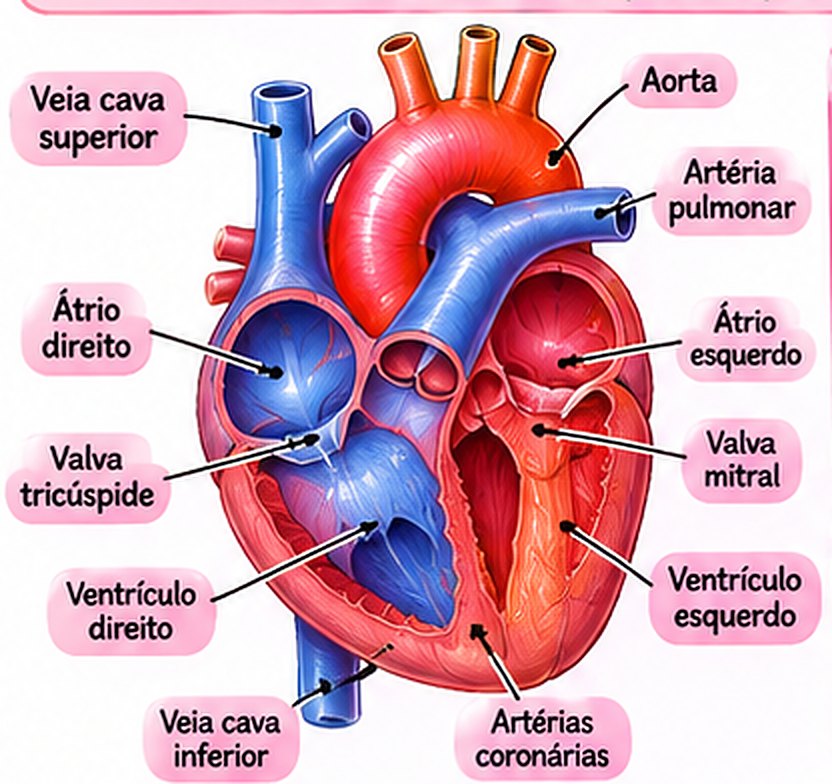 Veia cava
superior
Aorta
Artéria
pulmonar
Átrio
direito
Átrio
esquerdo
Valva
tricúspide
Valva
mitral
Ventrículo
direito
Ventrículo
esquerdo
Veia cava
inferior
Artérias
coronárias